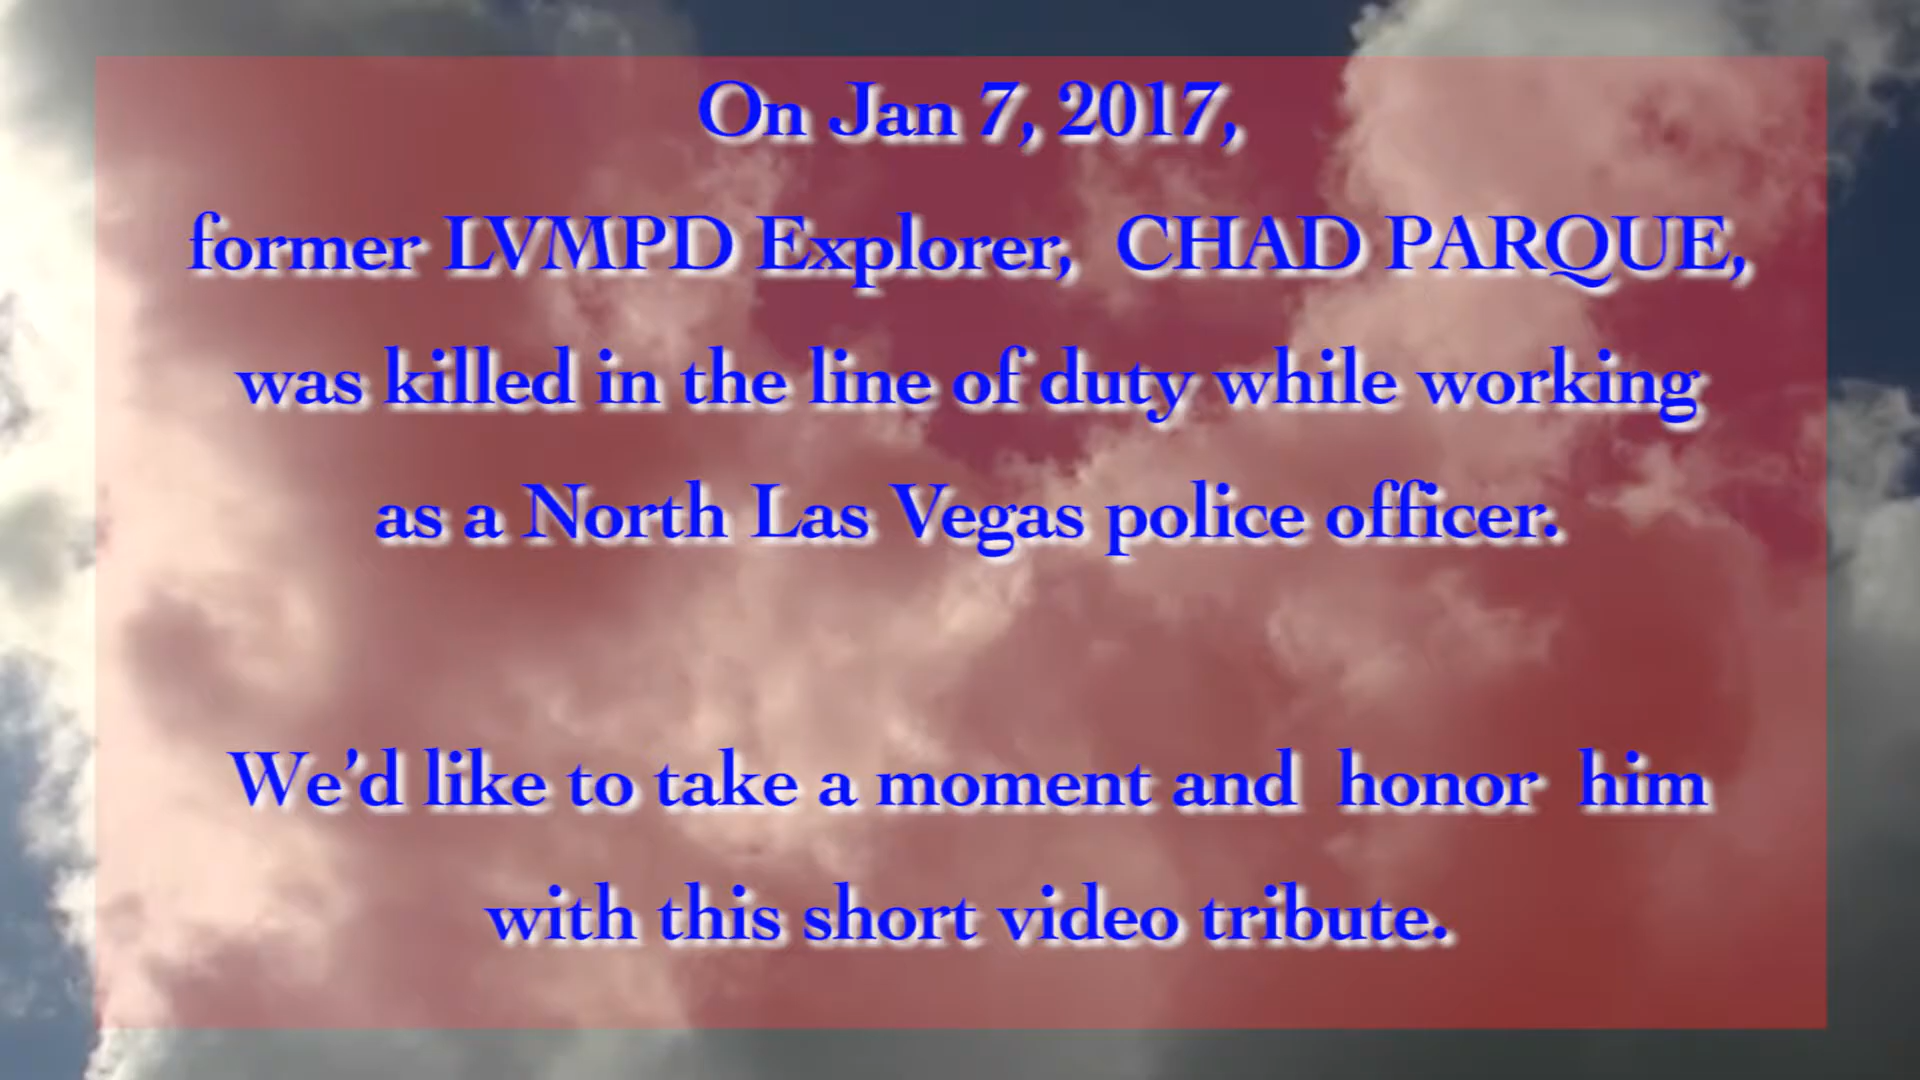 On Jan 7, 2017,
former LVMPD Explorer, CHAD PARQUE,
was killed in the line of duty while working
as a North Las Vegas police officer.
We'd like to take a moment and honor him
with this short video tribute.